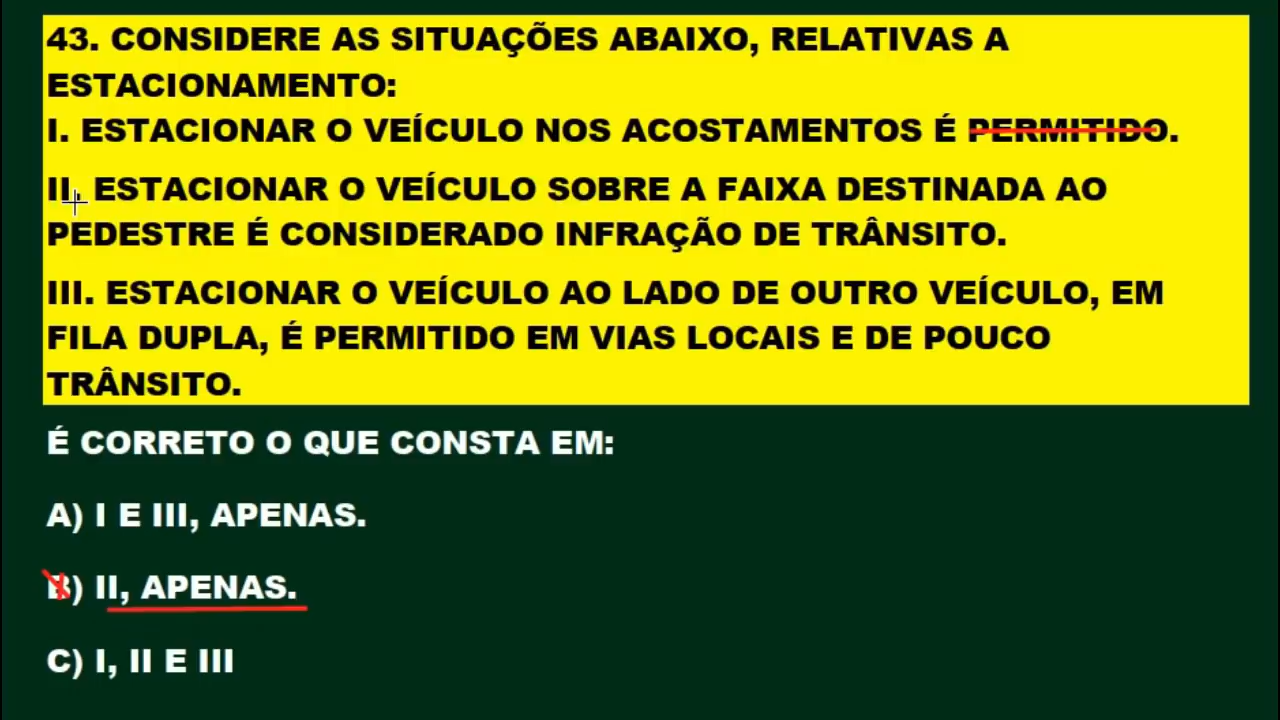 43. CONSIDERE AS SITUAÇÕES ABAIXO, RELATIVAS A
ESTACIONAMENTO:
I. ESTACIONAR O VEÍCULO NOS ACOSTAMENTOS É PERMITIDO.
II. ESTACIONAR O VEÍCULO SOBRE A FAIXA DESTINADA AO
PEDESTRE É CONSIDERADO INFRAÇÃO DE TRÂNSITO.
III. ESTACIONAR O VEÍCULO AO LADO DE OUTRO VEÍCULO, EM
FILA DUPLA, É PERMITIDO EM VIAS LOCAIS E DE POUCO
TRÂNSITO.
É CORRETO O QUE CONSTA EM:
A) I E III, APENAS.
B) II, APENAS.
C) I, II E III